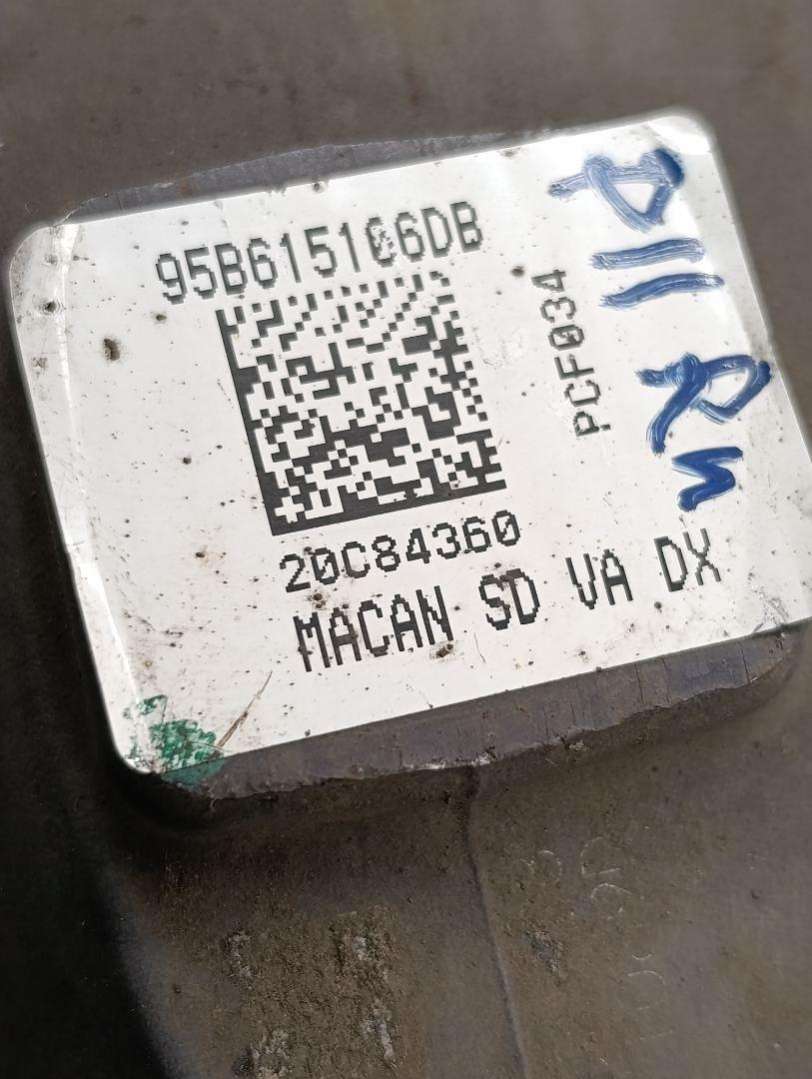 95B615106DB
PCF034
20C84360
MACAN SD VA DX